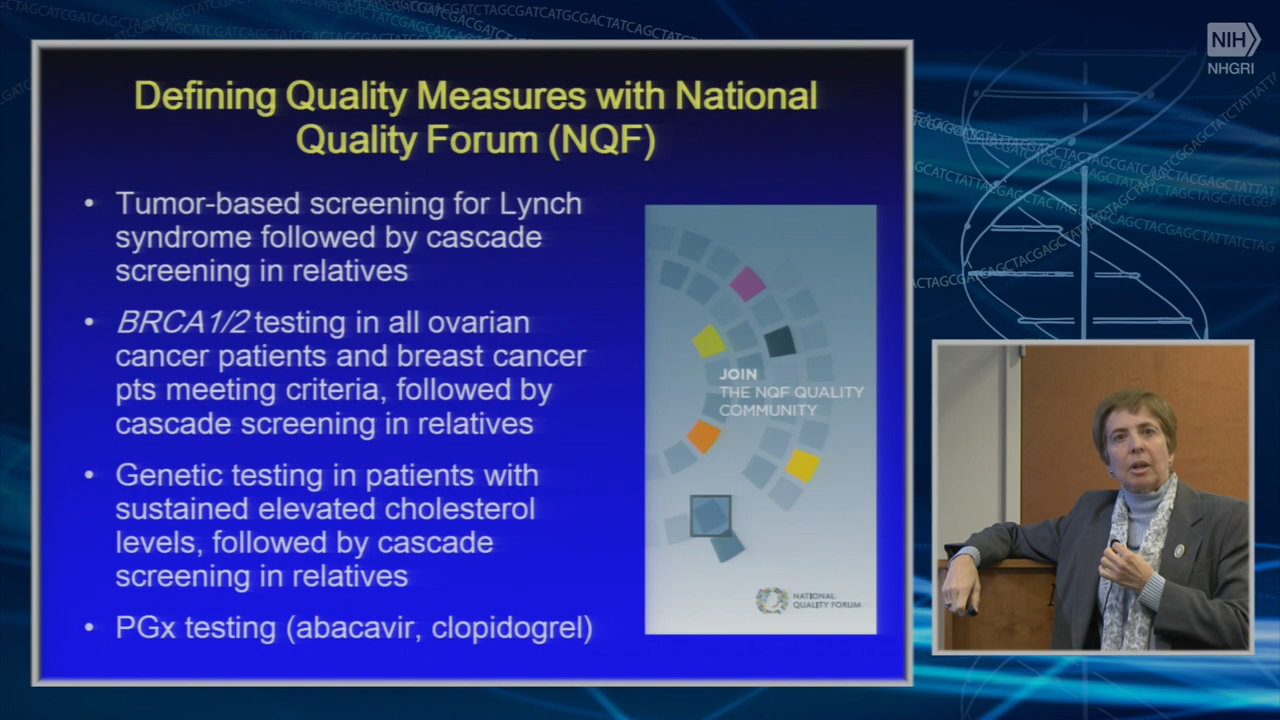 NIH
NHGRI
Defining Quality Measures with National
Quality Forum (NQF)
• Tumor-based screening for Lynch
syndrome followed by cascade
screening in relatives
• BRCA1/2 testing in all ovarian
cancer patients and breast cancer
pts meeting criteria, followed by
cascade screening in relatives
• Genetic testing in patients with
sustained elevated cholesterol
levels, followed by cascade
screening in relatives
• PGx testing (abacavir, clopidogrel)
JOIN
THE NQF QUALITY
COMMUNITY
NATIONAL
QUALITY FORUM